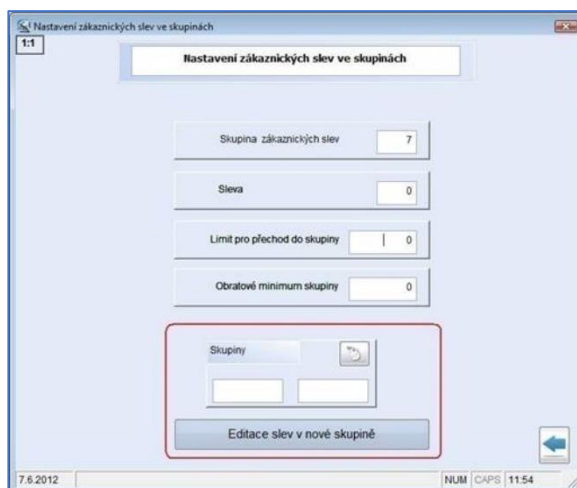 Nastavení zákaznických slev ve skupinách
1:1
Nastavení zákaznických slev ve skupinách
Skupina zákaznických slev 7
Sleva 0
Limit pro přechod do skupiny 0
Obratové minimum skupiny 0
Skupiny
Editace slev v nové skupině
7.6.2012 NUM CAPS 11:54